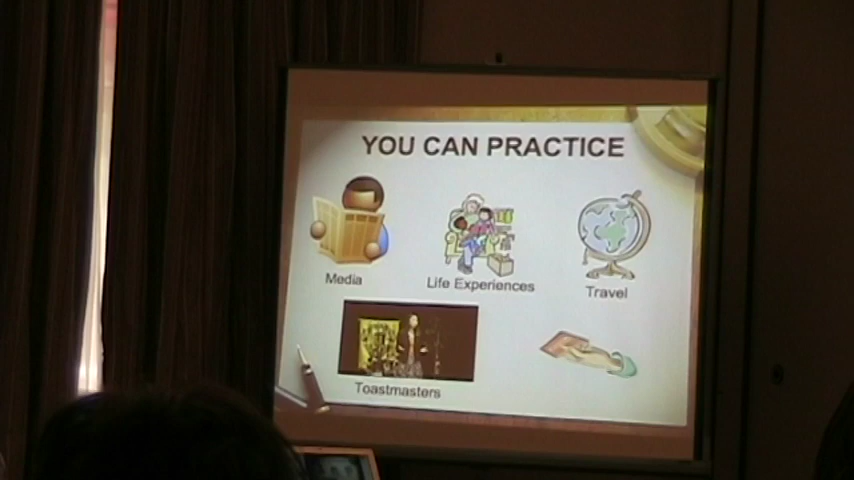 YOU CAN PRACTICE
Media
Life Experiences
Travel
Toastmasters